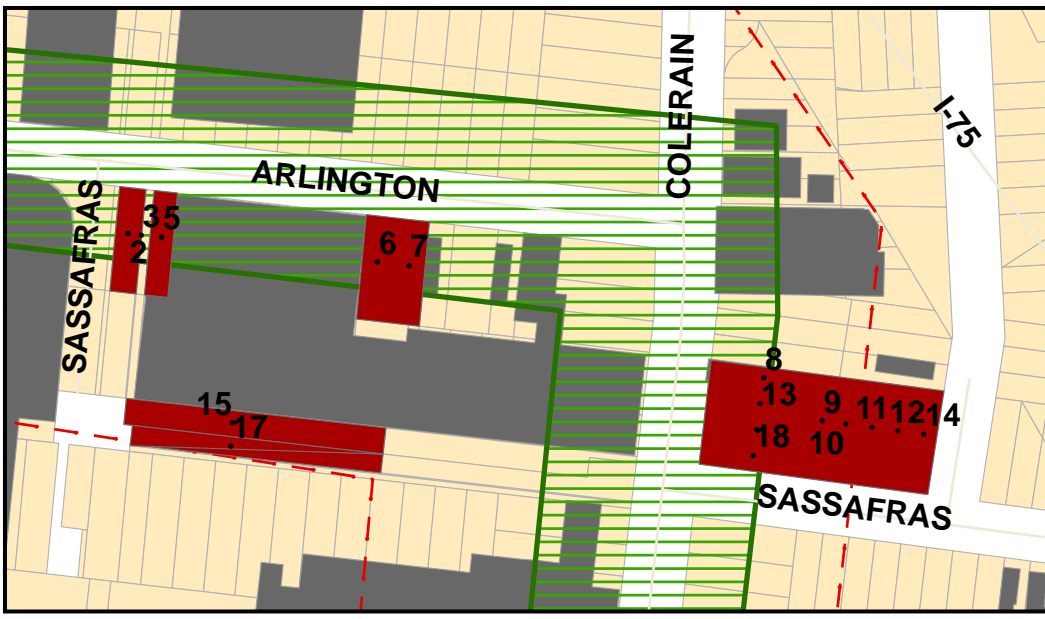 I-75
COLERAIN
ARLINGTON
SASSAFRAS
3 5
2
6 7
8
13
9 11 12 14
10
18
15
17
SASSAFRAS